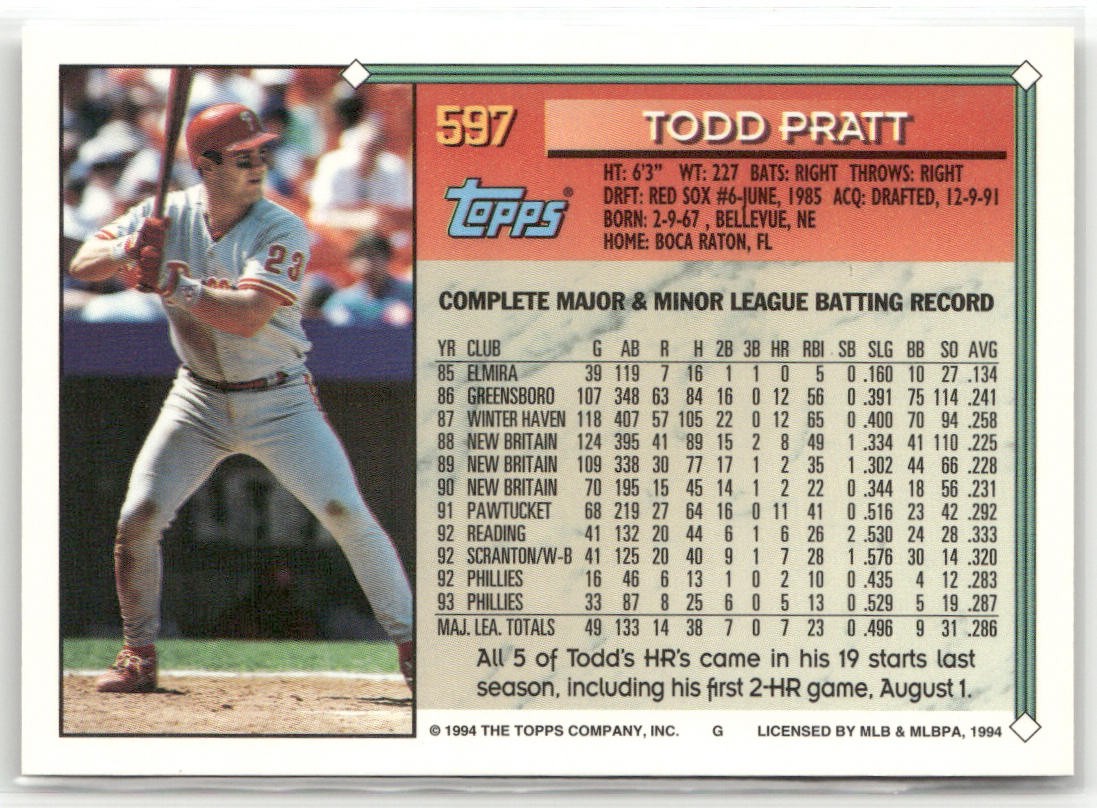 597
TODD PRATT
topps®
HT: 6'3" WT: 227 BATS: RIGHT THROWS: RIGHT
DRFT: RED SOX #6-JUNE, 1985 ACQ: DRAFTED, 12-9-91
BORN: 2-9-67 , BELLEVUE, NE
HOME: BOCA RATON, FL
P
23
COMPLETE MAJOR & MINOR LEAGUE BATTING RECORD
YR CLUB G AB R H 2B 3B HR RBI SB SLG BB SO AVG
85 ELMIRA 39 119 7 16 1 1 0 5 0 .160 10 27 .134
86 GREENSBORO 107 348 63 84 16 0 12 56 0 .391 75 114 .241
87 WINTER HAVEN 118 407 57 105 22 0 12 65 0 .400 70 94 .258
88 NEW BRITAIN 124 395 41 89 15 2 8 49 1 .334 41 110 .225
89 NEW BRITAIN 109 338 30 77 17 1 2 35 1 .302 44 66 .228
90 NEW BRITAIN 70 195 15 45 14 1 2 22 0 .344 18 56 .231
91 PAWTUCKET 68 219 27 64 16 0 11 41 0 .516 23 42 .292
92 READING 41 132 20 44 6 1 6 26 2 .530 24 28 .333
92 SCRANTON/W-B 41 125 20 40 9 1 7 28 1 .576 30 14 .320
92 PHILLIES 16 46 6 13 1 0 2 10 0 .435 4 12 .283
93 PHILLIES 33 87 8 25 6 0 5 13 0 .529 5 19 .287
MAJ. LEA. TOTALS 49 133 14 38 7 0 7 23 0 .496 9 31 .286
All 5 of Todd's HR's came in his 19 starts last
season, including his first 2-HR game, August 1.
© 1994 THE TOPPS COMPANY, INC. G LICENSED BY MLB & MLBPA, 1994